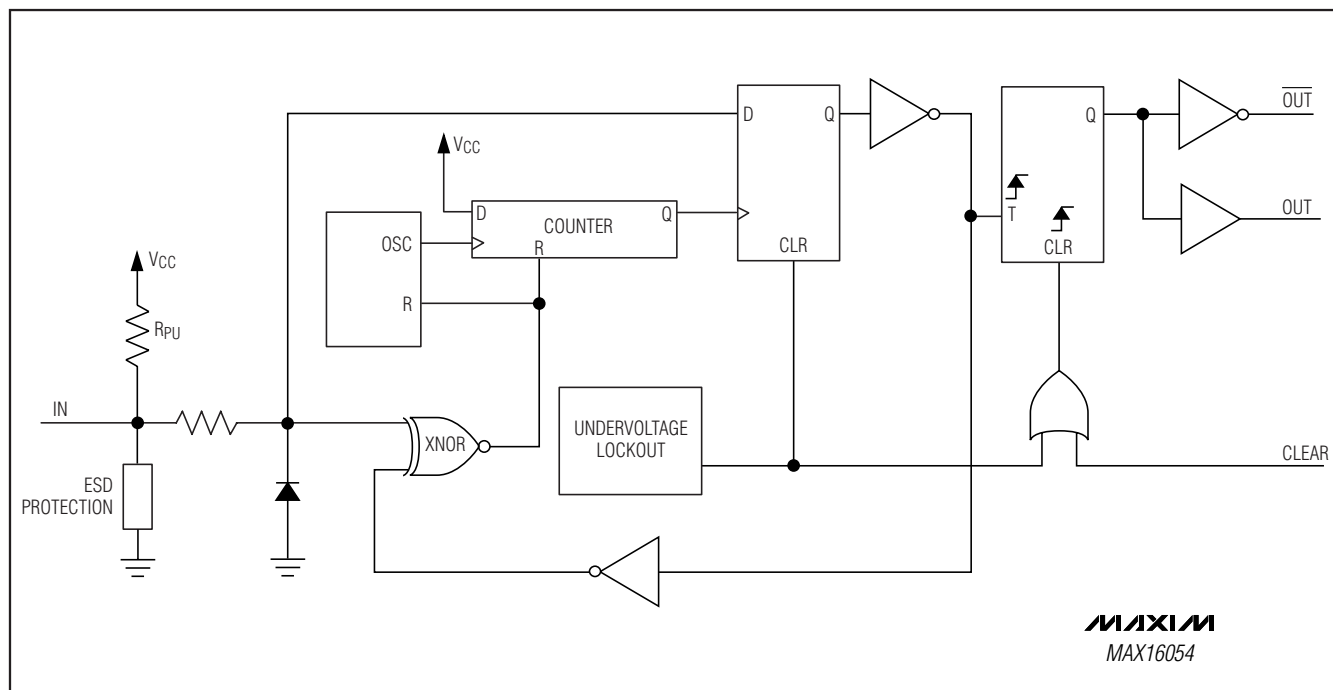 D
Q
Q
OUT
VCC
D
COUNTER
Q
OSC
R
T
CLR
CLR
OUT
VCC
R
RPU
IN
XNOR
UNDERVOLTAGE
LOCKOUT
CLEAR
ESD
PROTECTION
MAXIM
MAX16054